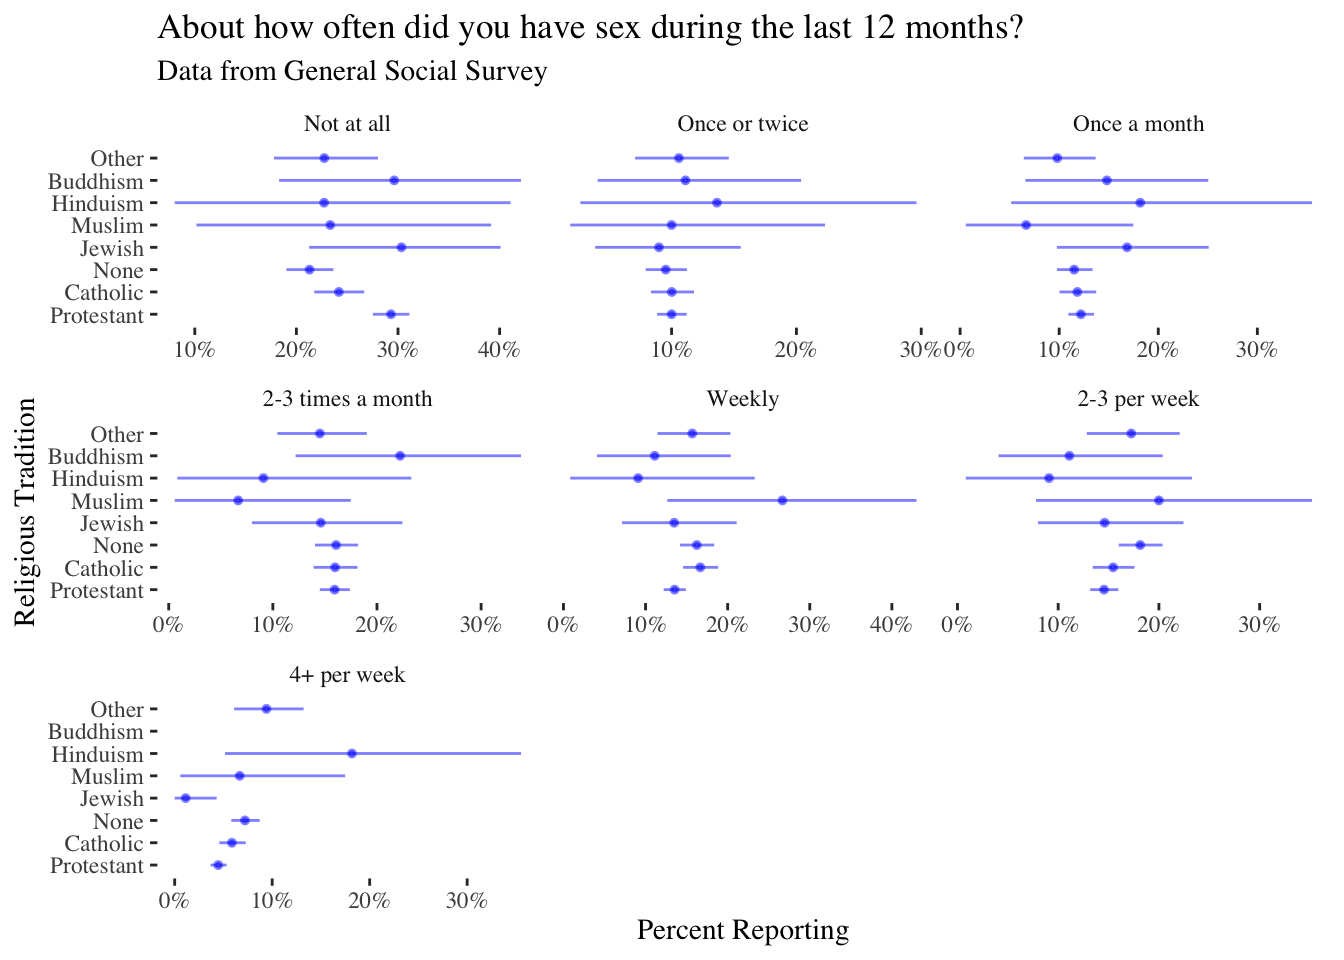 About how often did you have sex during the last 12 months?
Data from General Social Survey
Not at all
Once or twice
Once a month
Other
Buddhism
Hinduism
Muslim
Jewish
None
Catholic
Protestant
10% 20% 30% 40%
10% 20% 30%
0% 10% 20% 30%
2-3 times a month
Weekly
2-3 per week
Other
Buddhism
Hinduism
Muslim
Jewish
None
Catholic
Protestant
0% 10% 20% 30%
0% 10% 20% 30% 40%
0% 10% 20% 30%
4+ per week
Other
Buddhism
Hinduism
Muslim
Jewish
None
Catholic
Protestant
0% 10% 20% 30%
Religious Tradition
Percent Reporting